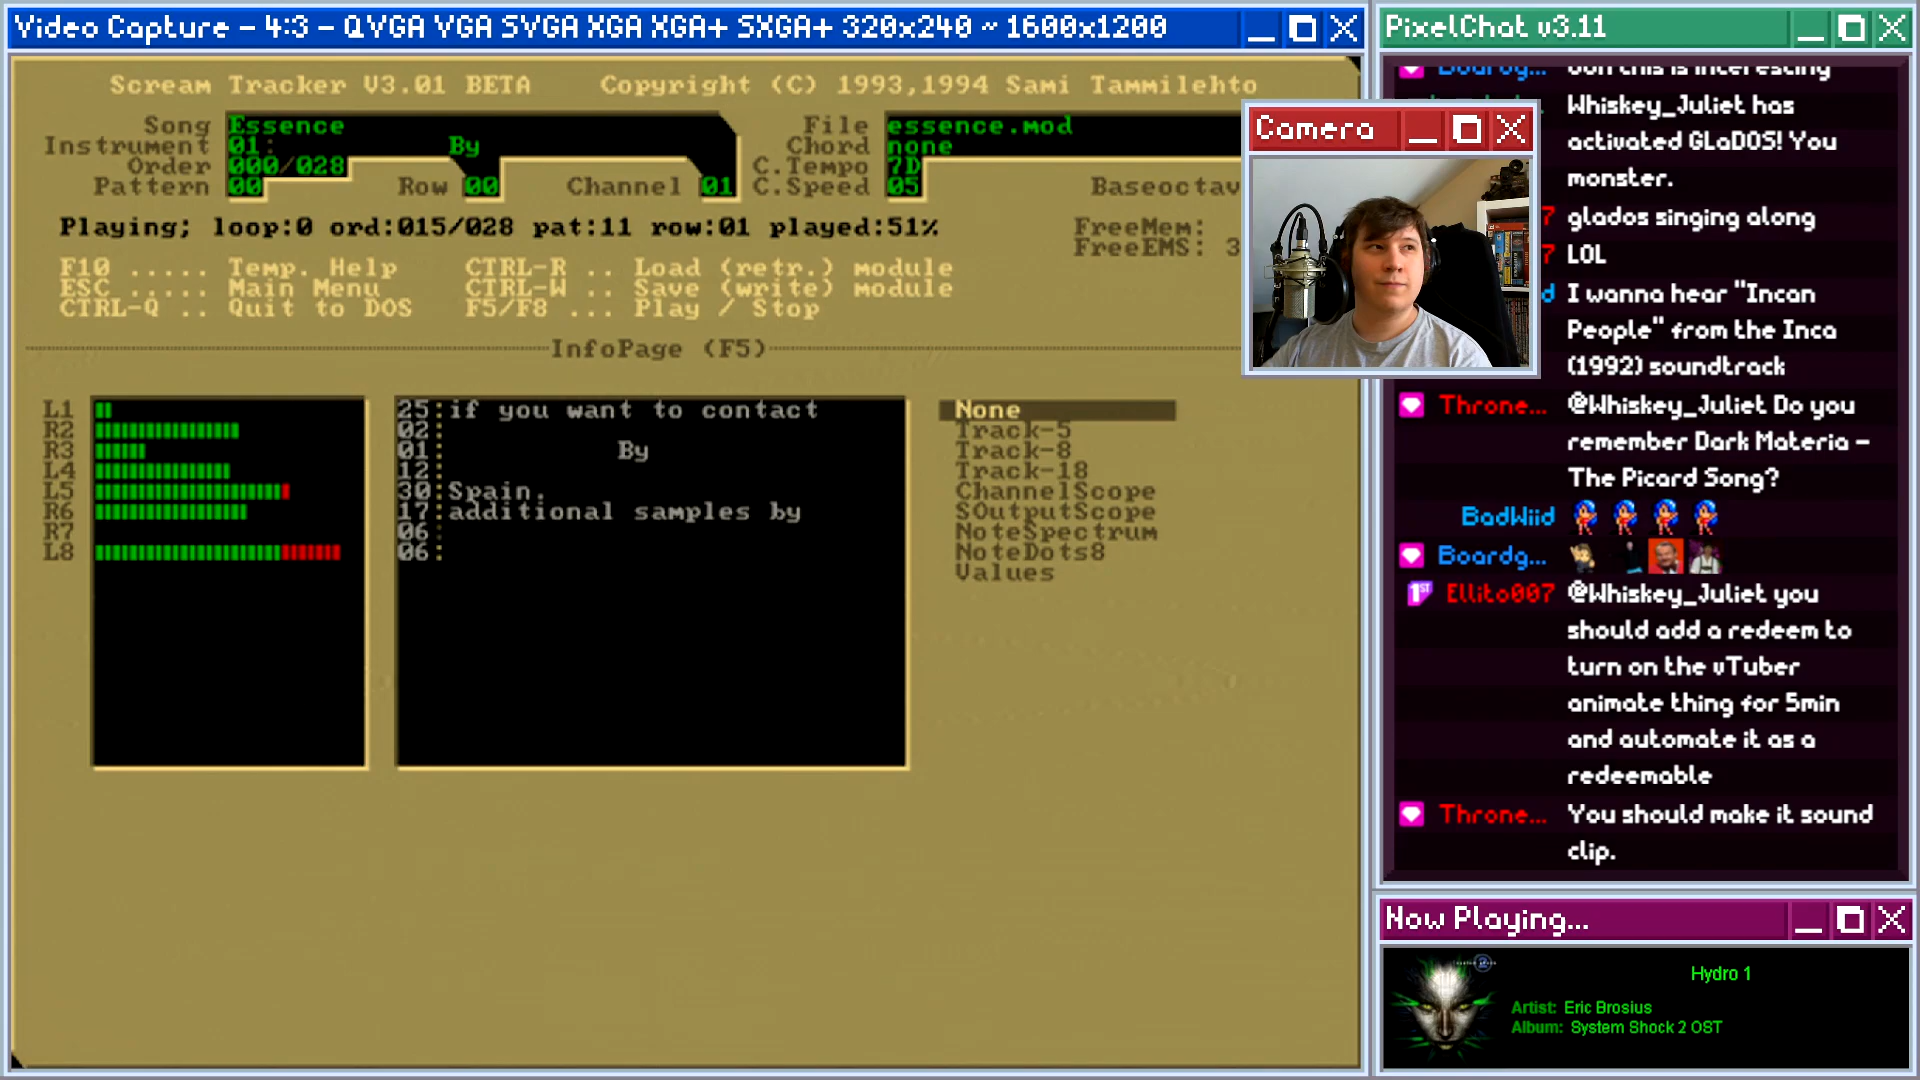 Video Capture - 4:3 - QVGA VGA SVGA XGA XGA+ SXGA+ 320x240 ~ 1600x1200
Scream Tracker V3.01 BETA Copyright (C) 1993,1994 Sami Tammilehto
Song Essence
File essence.mod
Instrument 01: By
Chord none
Order 000/028
C.Tempo 7D
Pattern 00 Row 00 Channel 01
C.Speed 05
Baseoctav
Playing; loop:0 ord:015/028 pat:11 row:01 played:51%
FreeMem:
FreeEMS: 3
F10 ..... Temp. Help CTRL-R .. Load (retr.) module
ESC ..... Main Menu CTRL-W .. Save (write) module
CTRL-Q .. Quit to DOS F5/F8 ... Play / Stop
InfoPage (F5)
L1
R2
R3
L4
L5
R6
R7
L8
25:if you want to contact
02:
01: By
12:
30:Spain.
17:additional samples by
06:
06:
None
Track-5
Track-8
Track-18
ChannelScope
SOutputScope
NoteSpectrum
NoteDots8
Values
Camera
PixelChat v3.11
ooh this is interesting
Whiskey_Juliet has
activated GLaDOS! You
monster.
7 glados singing along
7 LOL
d I wanna hear "Incan
People" from the Inca
(1992) soundtrack
Throne... @Whiskey_Juliet Do you
remember Dark Materia -
The Picard Song?
BadWiid
Boardg...
1ST Ellito007 @Whiskey_Juliet you
should add a redeem to
turn on the vTuber
animate thing for 5min
and automate it as a
redeemable
Throne... You should make it sound
clip.
Now Playing...
Hydro 1
Artist: Eric Brosius
Album: System Shock 2 OST